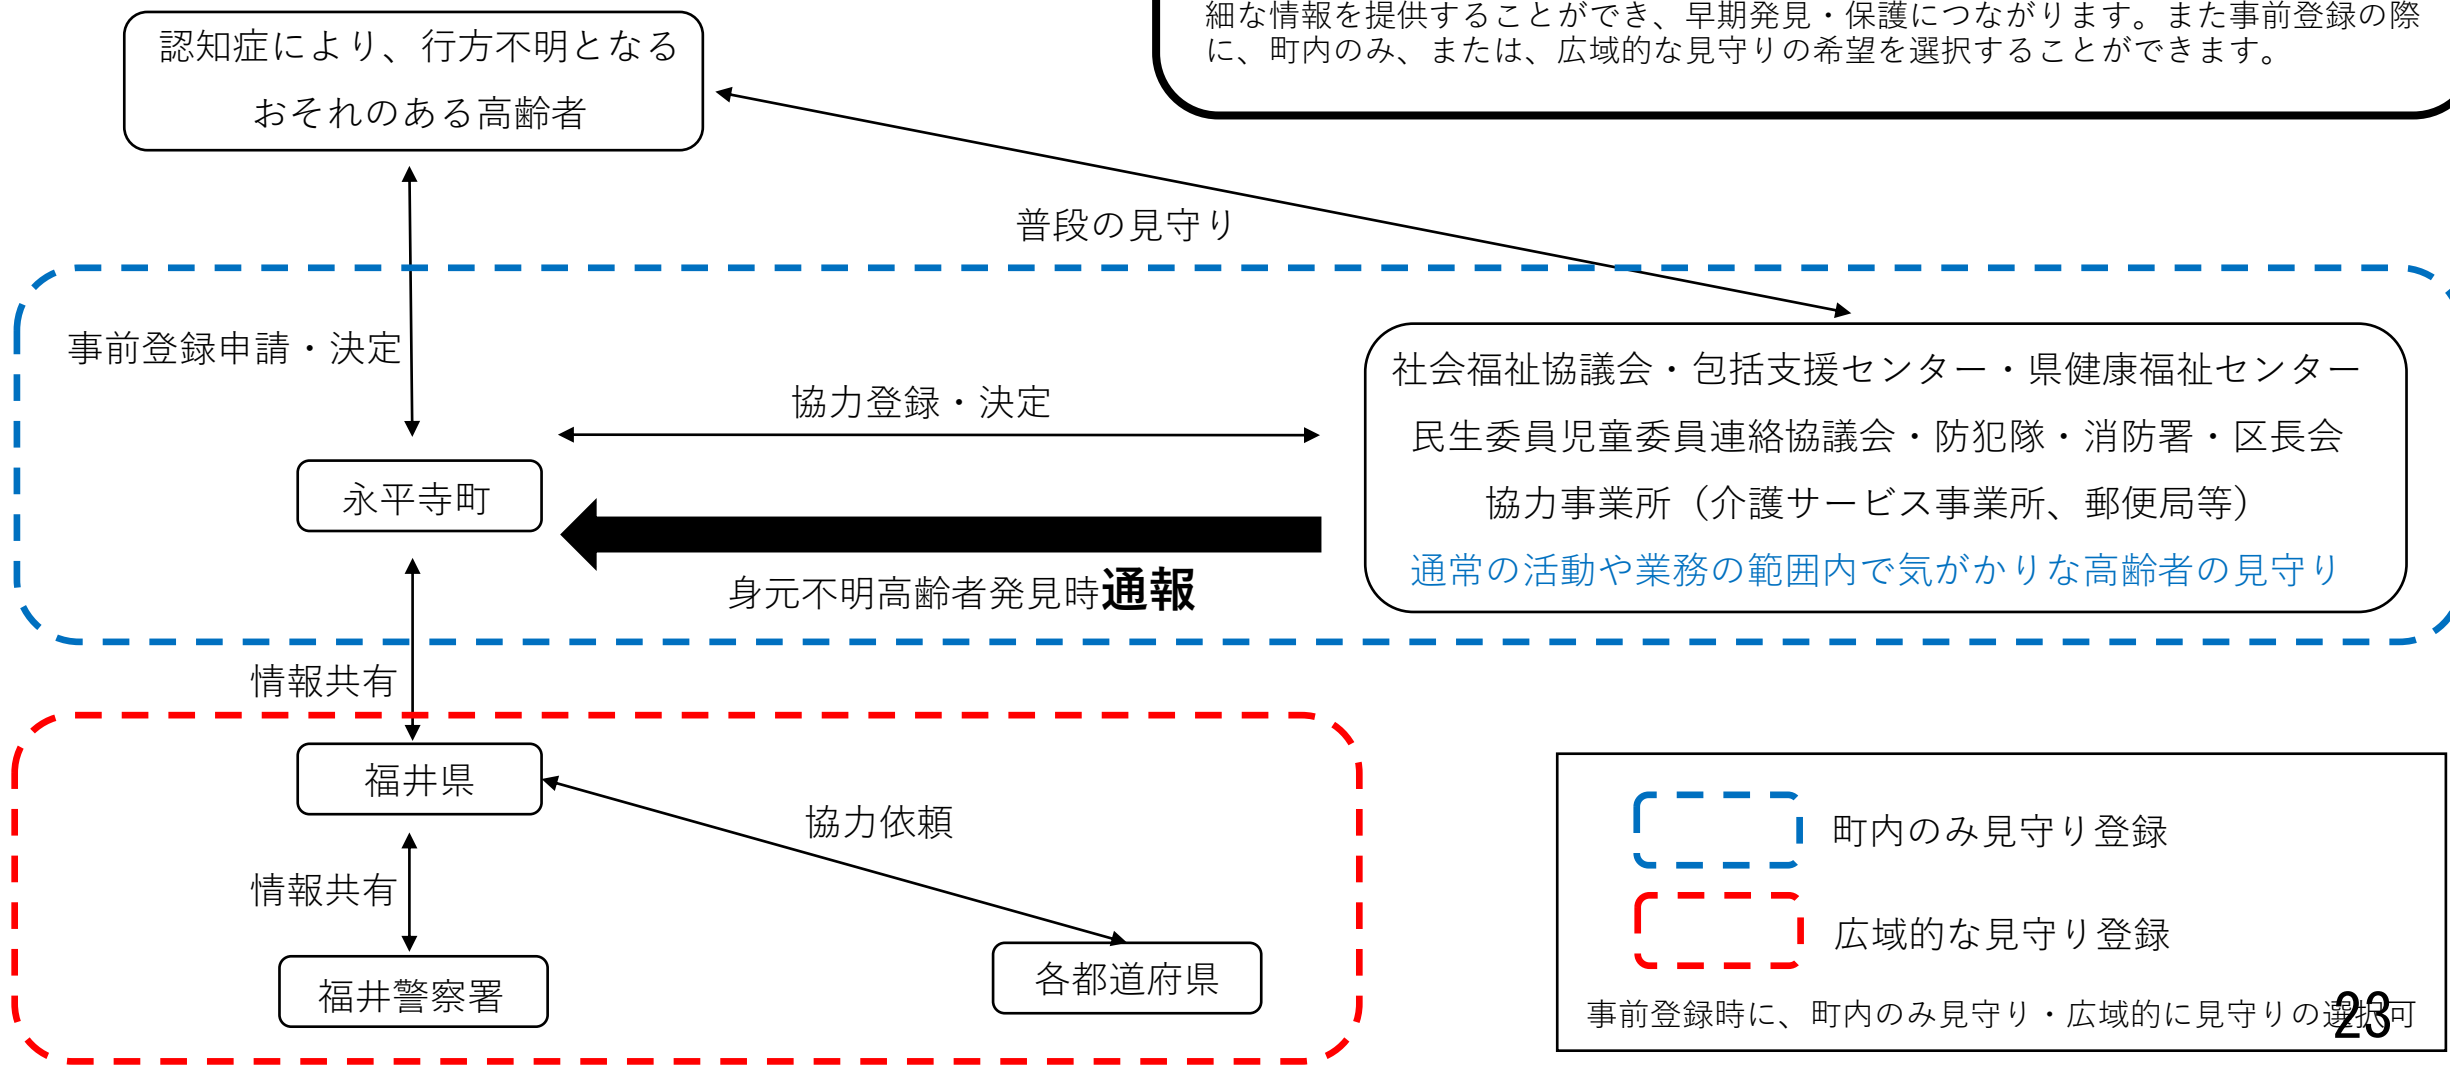 細な情報を提供することができ、早期発見・保護につながります。また事前登録の際
に、町内のみ、または、広域的な見守りの希望を選択することができます。
認知症により、行方不明となる
おそれのある高齢者
普段の見守り
事前登録申請・決定
協力登録・決定
社会福祉協議会・包括支援センター・県健康福祉センター
民生委員児童委員連絡協議会・防犯隊・消防署・区長会
協力事業所（介護サービス事業所、郵便局等）
通常の活動や業務の範囲内で気がかりな高齢者の見守り
永平寺町
身元不明高齢者発見時通報
情報共有
福井県
協力依頼
情報共有
福井警察署
各都道府県
町内のみ見守り登録
広域的な見守り登録
事前登録時に、町内のみ見守り・広域的に見守りの選択可
23